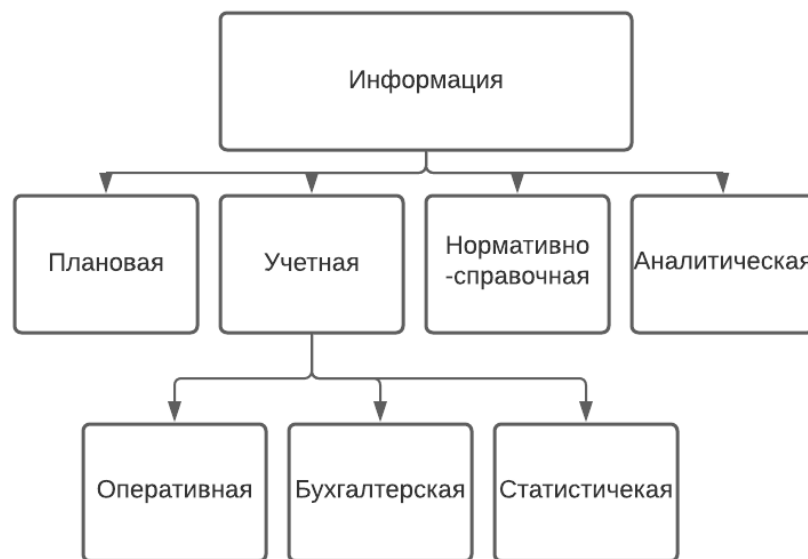 Информация
Плановая
Учетная
Нормативно
-справочная
Аналитическая
Оперативная
Бухгалтерская
Статистичекая